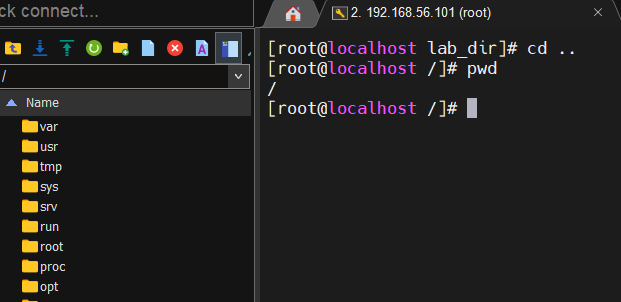 ck connect...
2. 192.168.56.101 (root)
/
Name
var
usr
tmp
sys
srv
run
root
proc
opt
[root@localhost lab_dir]# cd ..
[root@localhost /]# pwd
/
[root@localhost /]#